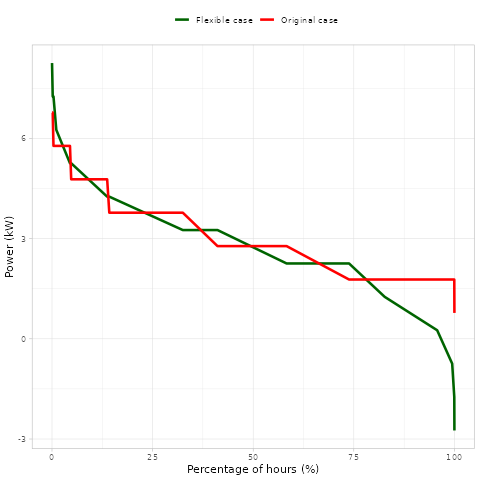 Flexible case Original case
6
3
0
-3
0 25 50 75 100
Percentage of hours (%)
Power (kW)